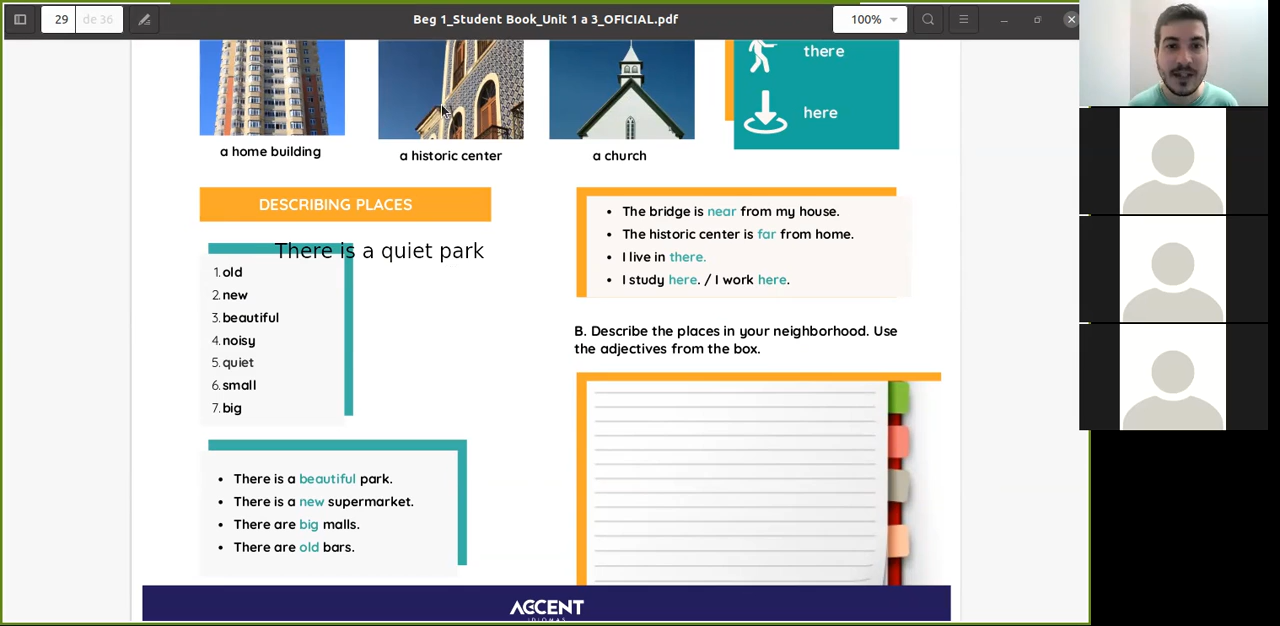 29 de 36
Beg 1_Student Book_Unit 1 a 3_OFICIAL.pdf
100%
there
here
a home building
a historic center
a church
DESCRIBING PLACES
There is a quiet park
1. old
2. new
3. beautiful
4. noisy
5. quiet
6. small
7. big
• The bridge is near from my house.
• The historic center is far from home.
• I live in there.
• I study here. / I work here.
B. Describe the places in your neighborhood. Use
the adjectives from the box.
• There is a beautiful park.
• There is a new supermarket.
• There are big malls.
• There are old bars.
ACCENT
IDIOMAS